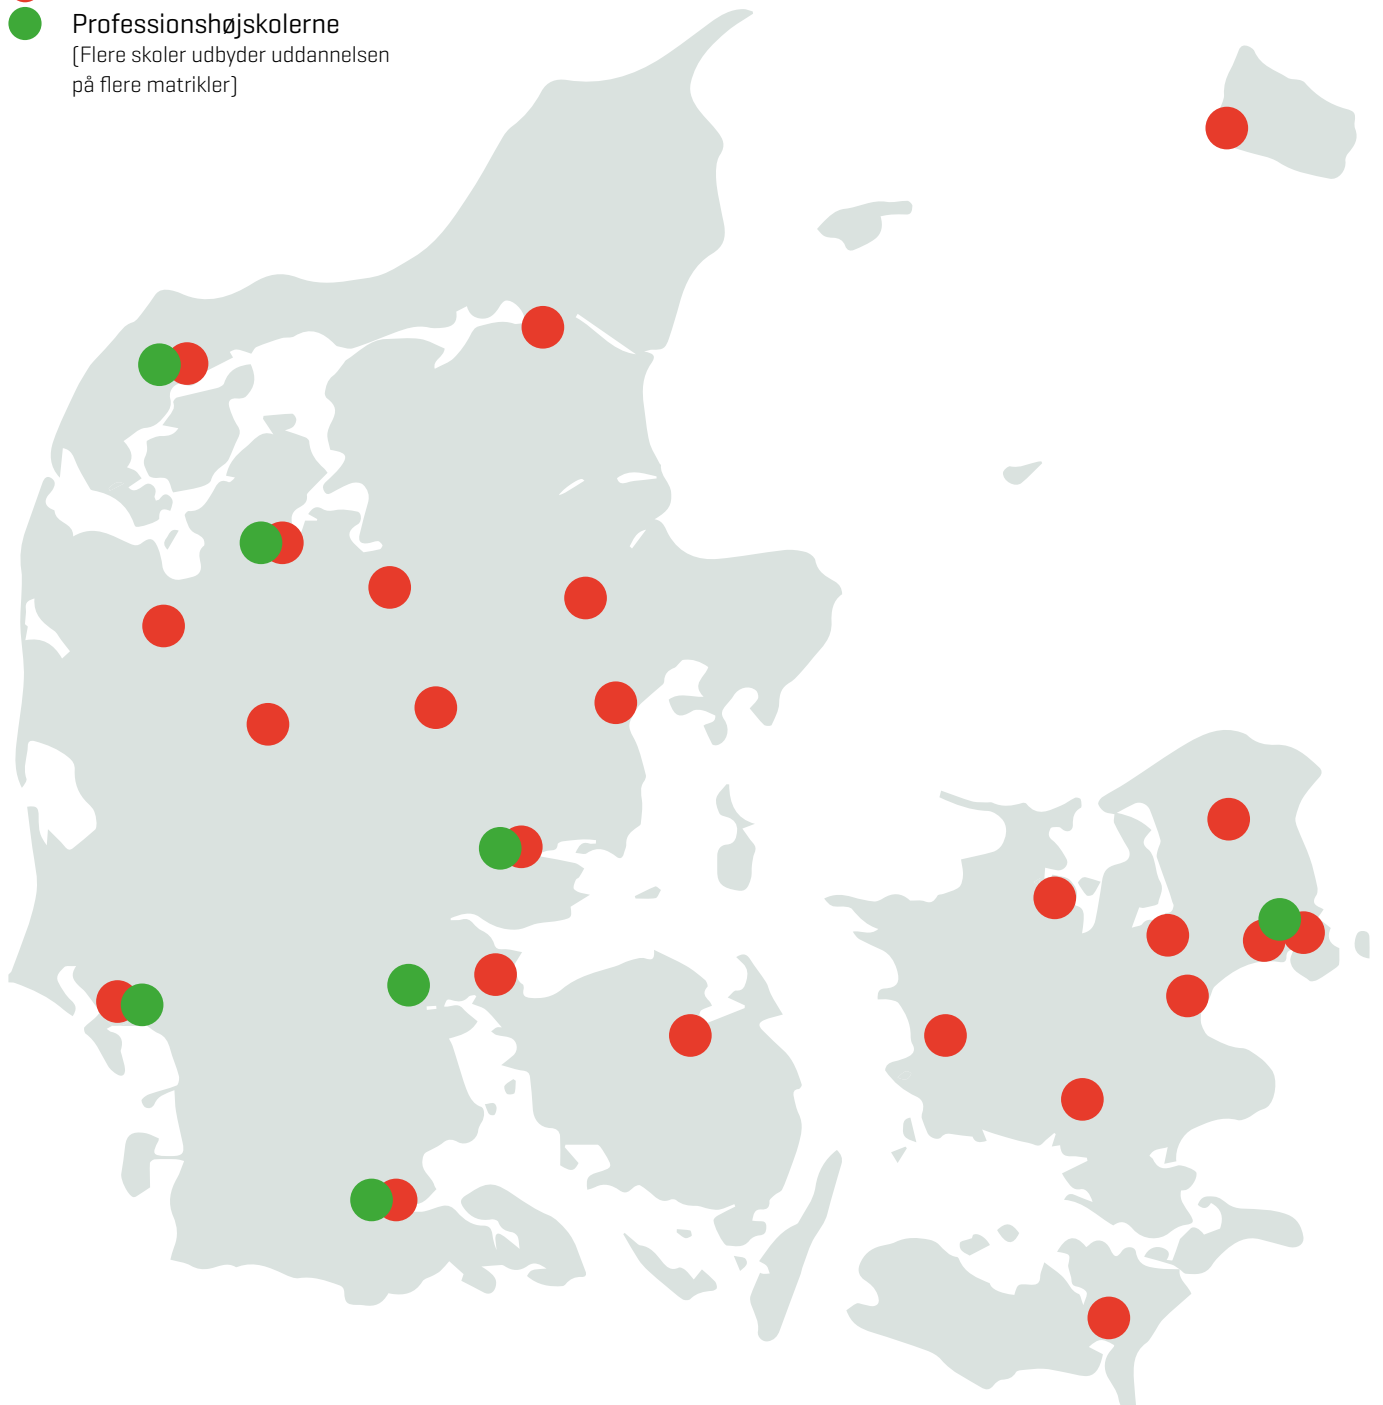 Professionshøjskolerne
(Flere skoler udbyder uddannelsen
på flere matrikler)